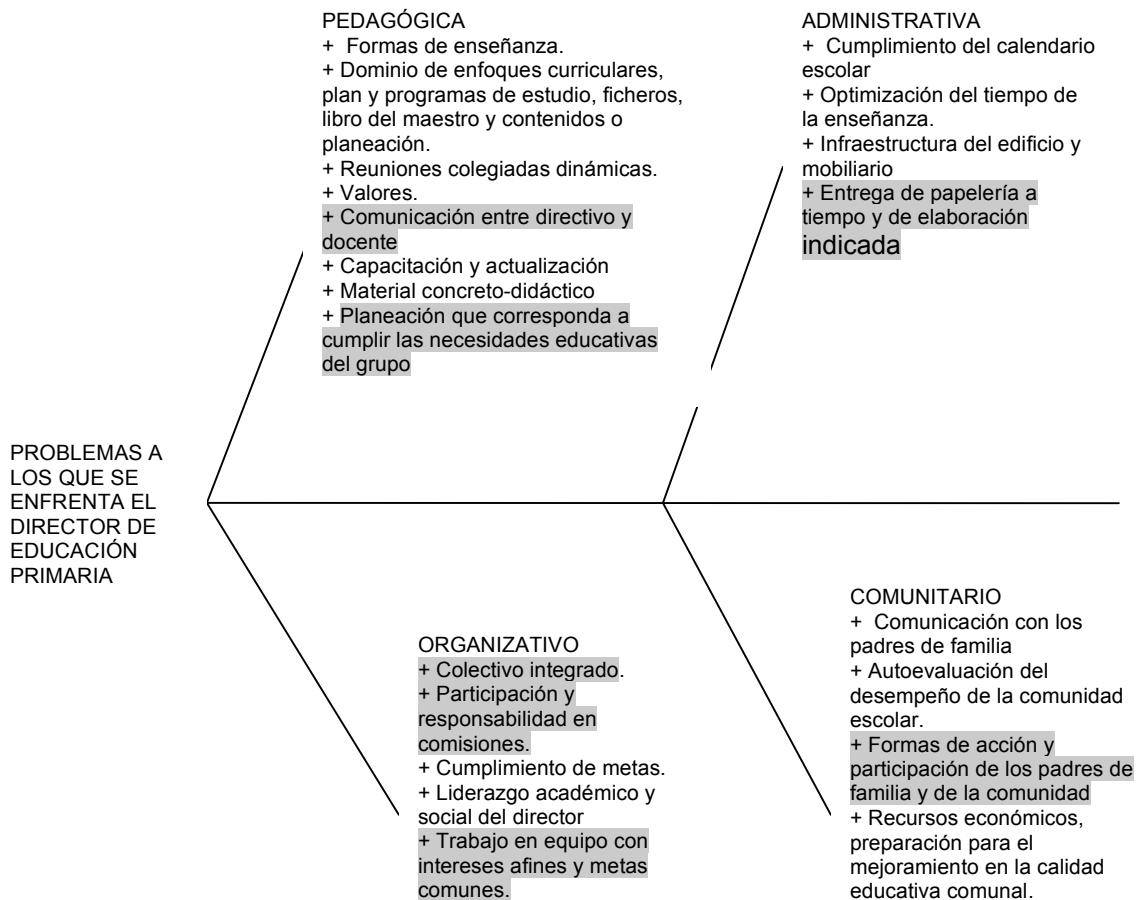 PEDAGÓGICA
+  Formas de enseñanza.
+ Dominio de enfoques curriculares,
plan y programas de estudio, ficheros,
libro del maestro y contenidos o
planeación.
+ Reuniones colegiadas dinámicas.
+ Valores.
+ Comunicación entre directivo y
docente
+ Capacitación y actualización
+ Material concreto-didáctico
+ Planeación que corresponda a
cumplir las necesidades educativas
del grupo
ADMINISTRATIVA
+  Cumplimiento del calendario
escolar
+ Optimización del tiempo de
la enseñanza.
+ Infraestructura del edificio y
mobiliario
+ Entrega de papelería a
tiempo y de elaboración
indicada
PROBLEMAS A
LOS QUE SE
ENFRENTA EL
DIRECTOR DE
EDUCACIÓN
PRIMARIA
ORGANIZATIVO
+ Colectivo integrado.
+ Participación y
responsabilidad en
comisiones.
+ Cumplimiento de metas.
+ Liderazgo académico y
social del director
+ Trabajo en equipo con
intereses afines y metas
comunes.
COMUNITARIO
+  Comunicación con los
padres de familia
+ Autoevaluación del
desempeño de la comunidad
escolar.
+ Formas de acción y
participación de los padres de
familia y de la comunidad
+ Recursos económicos,
preparación para el
mejoramiento en la calidad
educativa comunal.